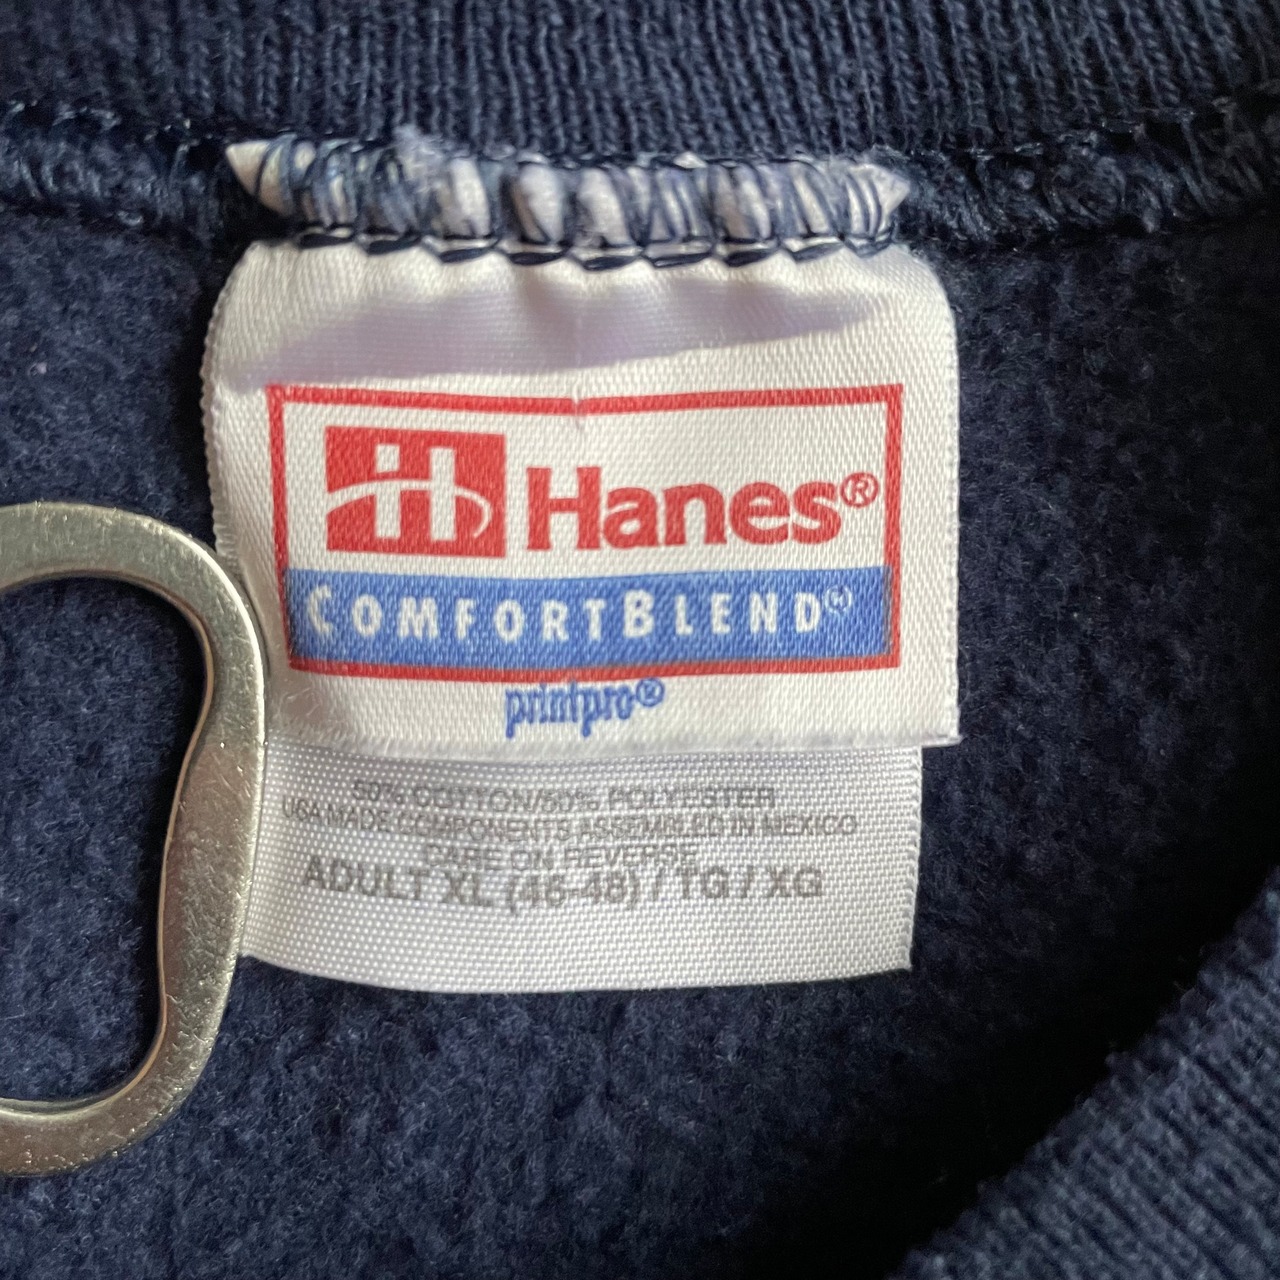 H Hanes®
COMFORTBLEND®
printpro®
50% COTTON/50% POLYESTER
USA MADE COMPONENTS ASSEMBLED IN MEXICO
CARE ON REVERSE
ADULT XL (46-48) / TG / XG